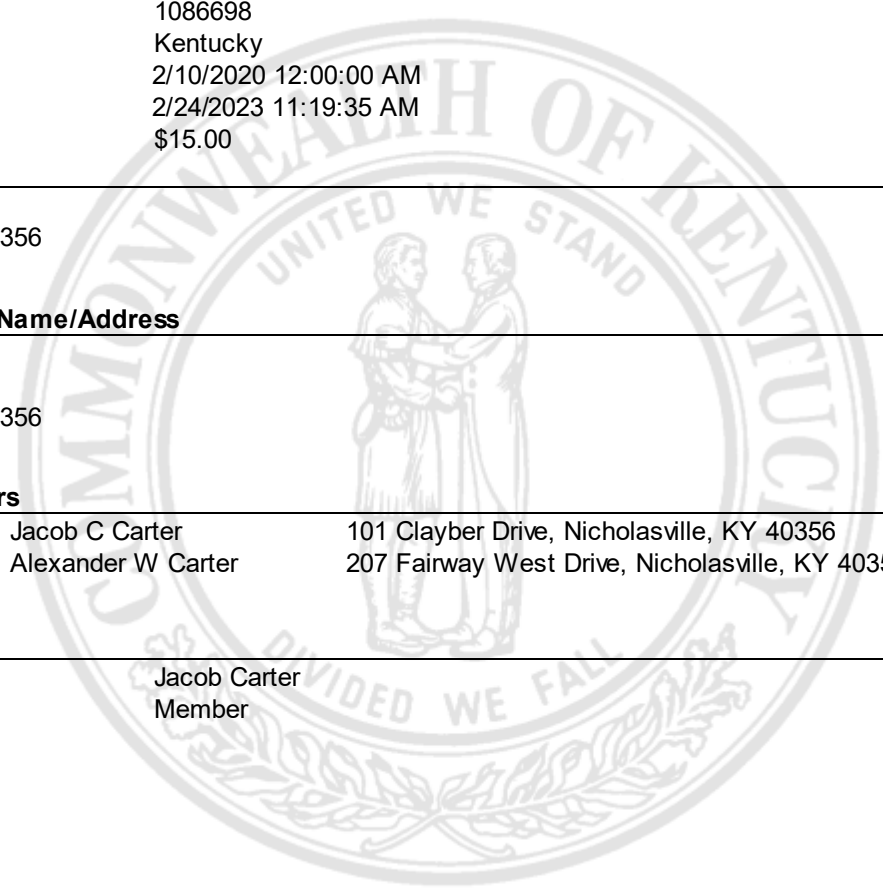 1086698
Kentucky
2/10/2020 12:00:00 AM
2/24/2023 11:19:35 AM
$15.00
356
Name/Address
356
rs
Jacob C Carter 101 Clayber Drive, Nicholasville, KY 40356
Alexander W Carter 207 Fairway West Drive, Nicholasville, KY 4035
Jacob Carter
Member
COMMONWEALTH OF KENTUCKY
UNITED WE STAND
DIVIDED WE FALL